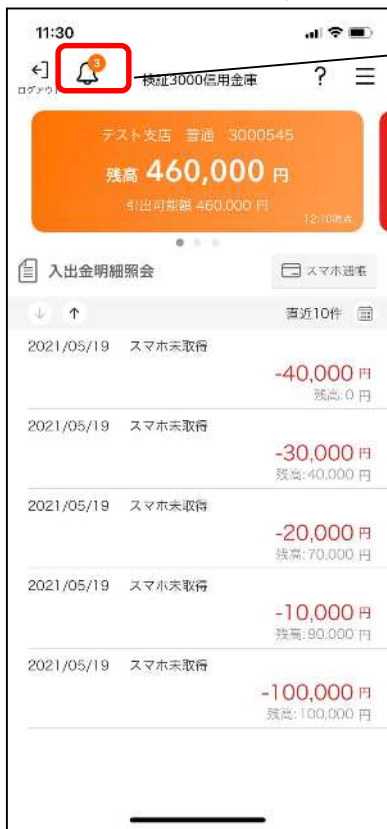 11:30
3
ログアウト
検証3000信用金庫
?
テスト支店 普通 3000545
残高 460,000 円
引出可能額 460,000 円
12:10時点
入出金明細照会
スマホ通帳
↓ ↑ 直近10件
2021/05/19 スマホ未取得
-40,000 円
残高:0 円
2021/05/19 スマホ未取得
-30,000 円
残高:40,000 円
2021/05/19 スマホ未取得
-20,000 円
残高:70,000 円
2021/05/19 スマホ未取得
-10,000 円
残高:90,000 円
2021/05/19 スマホ未取得
-100,000 円
残高:100,000 円